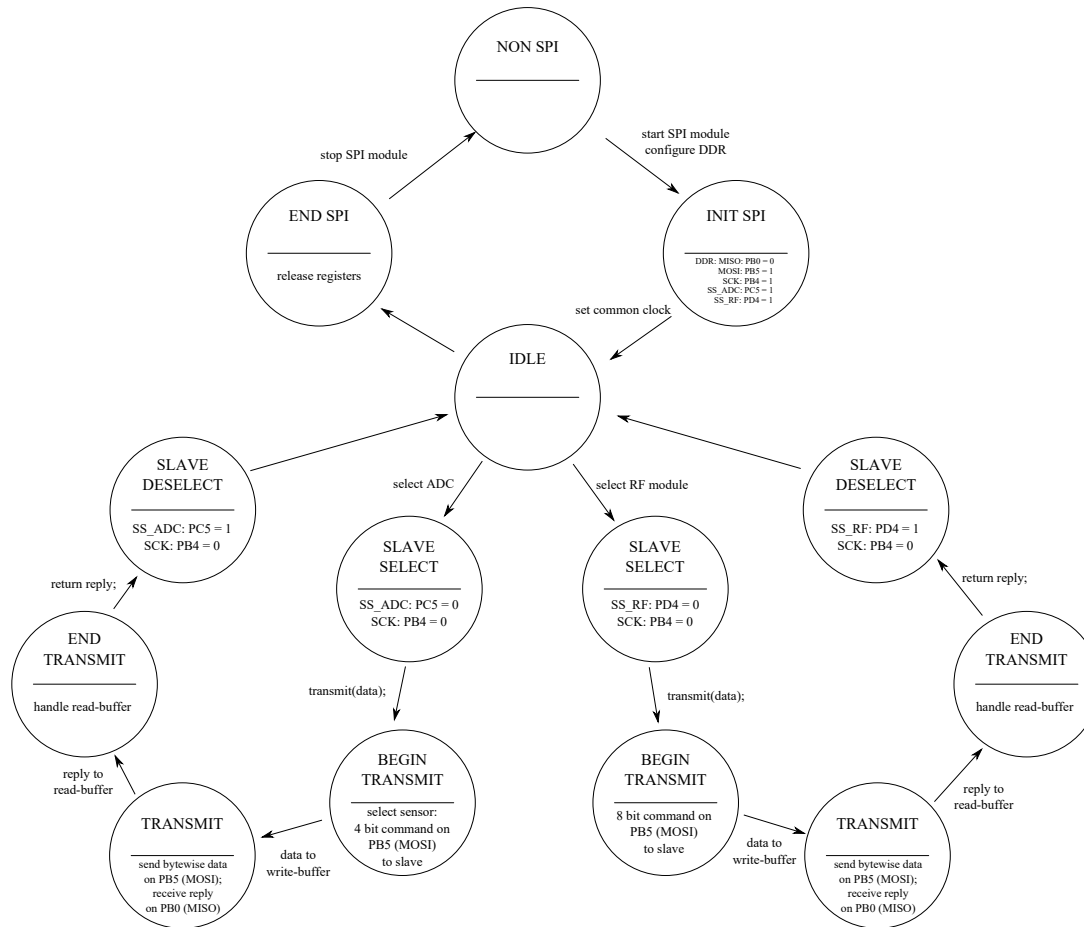 NON SPI
stop SPI module
start SPI module
configure DDR
END SPI
release registers
INIT SPI
DDR: MISO: PB0 = 0
MOSI: PB5 = 1
SCK: PB4 = 1
SS_ADC: PC5 = 1
SS_RF: PD4 = 1
set common clock
IDLE
SLAVE
DESELECT
SS_ADC: PC5 = 1
SCK: PB4 = 0
select ADC
select RF module
SLAVE
DESELECT
SS_RF: PD4 = 1
SCK: PB4 = 0
SLAVE
SELECT
SS_ADC: PC5 = 0
SCK: PB4 = 0
SLAVE
SELECT
SS_RF: PD4 = 0
SCK: PB4 = 0
return reply;
return reply;
END
TRANSMIT
handle read-buffer
transmit(data);
transmit(data);
END
TRANSMIT
handle read-buffer
reply to
read-buffer
BEGIN
TRANSMIT
select sensor:
4 bit command on
PB5 (MOSI)
to slave
BEGIN
TRANSMIT
8 bit command on
PB5 (MOSI)
to slave
reply to
read-buffer
TRANSMIT
send bytewise data
on PB5 (MOSI);
receive reply
on PB0 (MISO)
data to
write-buffer
data to
write-buffer
TRANSMIT
send bytewise data
on PB5 (MOSI);
receive reply
on PB0 (MISO)